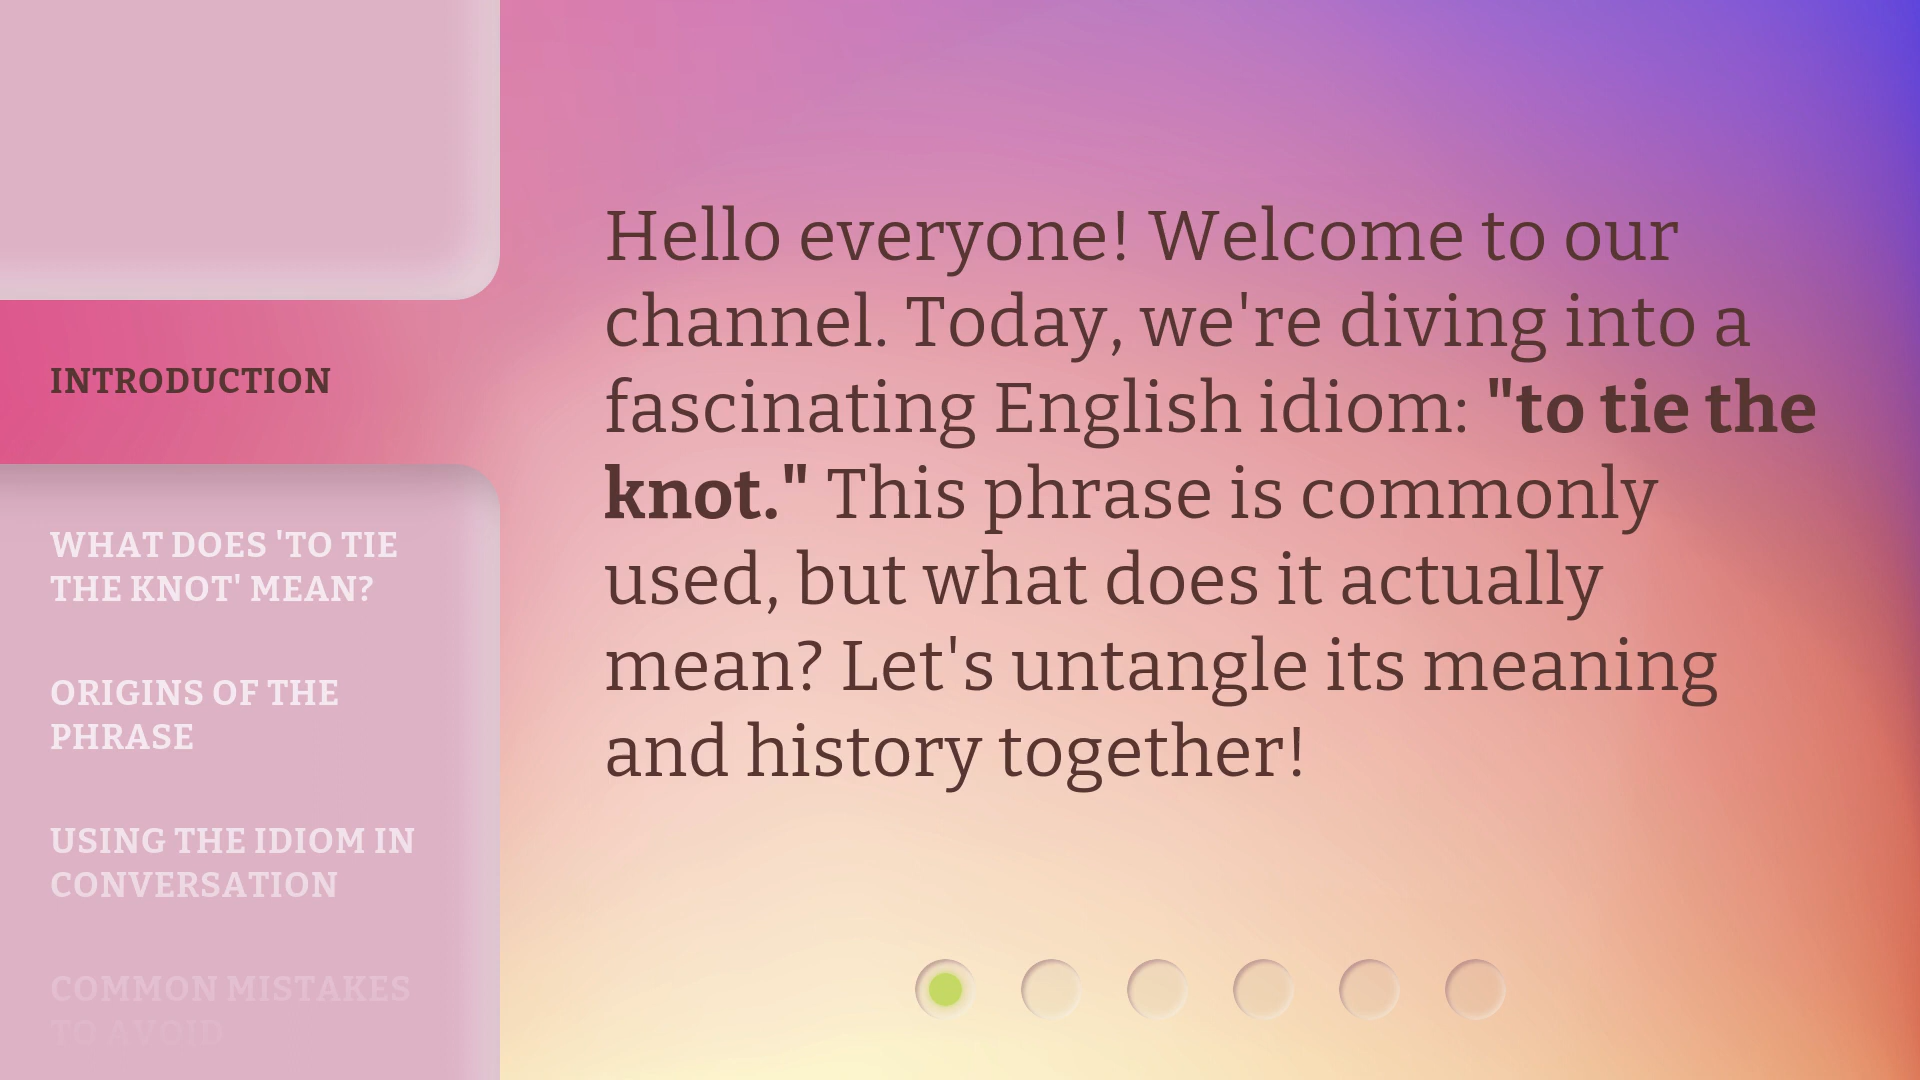 INTRODUCTION
WHAT DOES 'TO TIE
THE KNOT' MEAN?
ORIGINS OF THE
PHRASE
USING THE IDIOM IN
CONVERSATION
COMMON MISTAKES
TO AVOID
Hello everyone! Welcome to our
channel. Today, we're diving into a
fascinating English idiom: "to tie the
knot." This phrase is commonly
used, but what does it actually
mean? Let's untangle its meaning
and history together!